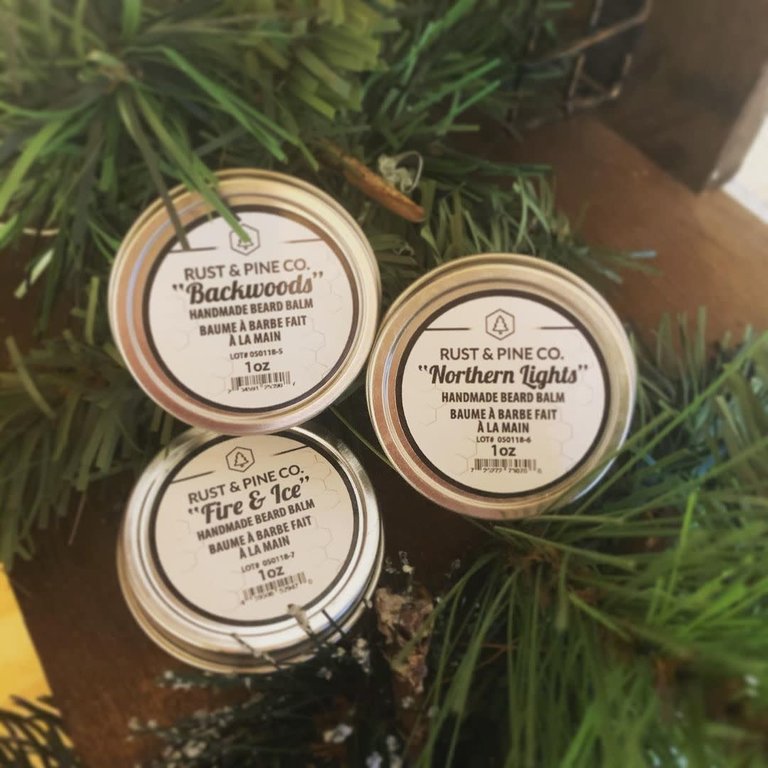 RUST & PINE CO.
"Backwoods"
HANDMADE BEARD BALM
BAUME À BARBE FAIT
À LA MAIN
LOT# 050118-5
1oz
RUST & PINE CO.
"Northern Lights"
HANDMADE BEARD BALM
BAUME À BARBE FAIT
À LA MAIN
LOT# 050118-6
1oz
RUST & PINE CO.
"Fire & Ice"
HANDMADE BEARD BALM
BAUME À BARBE FAIT
À LA MAIN
LOT# 050118-7
1oz